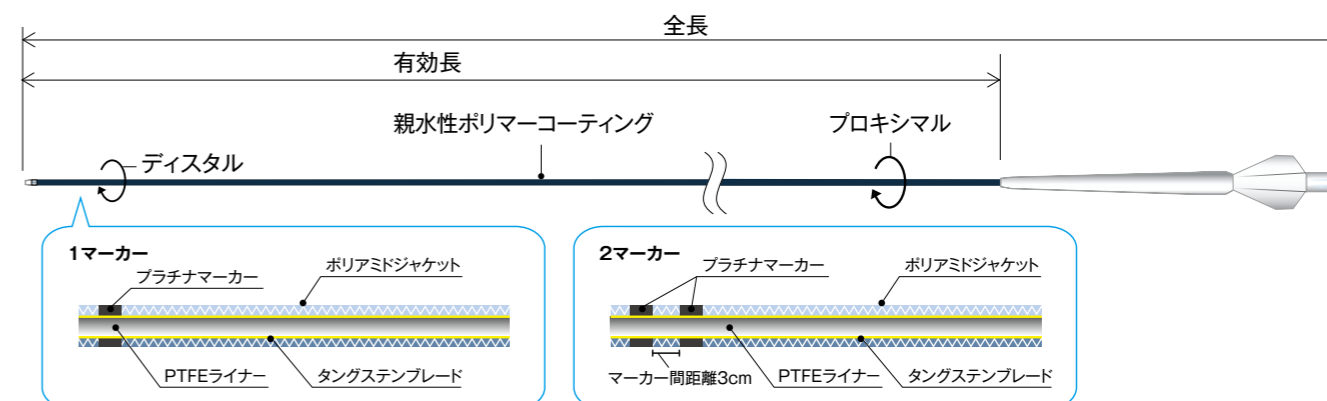 全長
有効長
親水性ポリマーコーティング
プロキシマル
ディスタル
1マーカー
プラチナマーカー
ポリアミドジャケット
PTFEライナー
タングステンブレード
2マーカー
プラチナマーカー
ポリアミドジャケット
マーカー間距離3cm
PTFEライナー
タングステンブレード